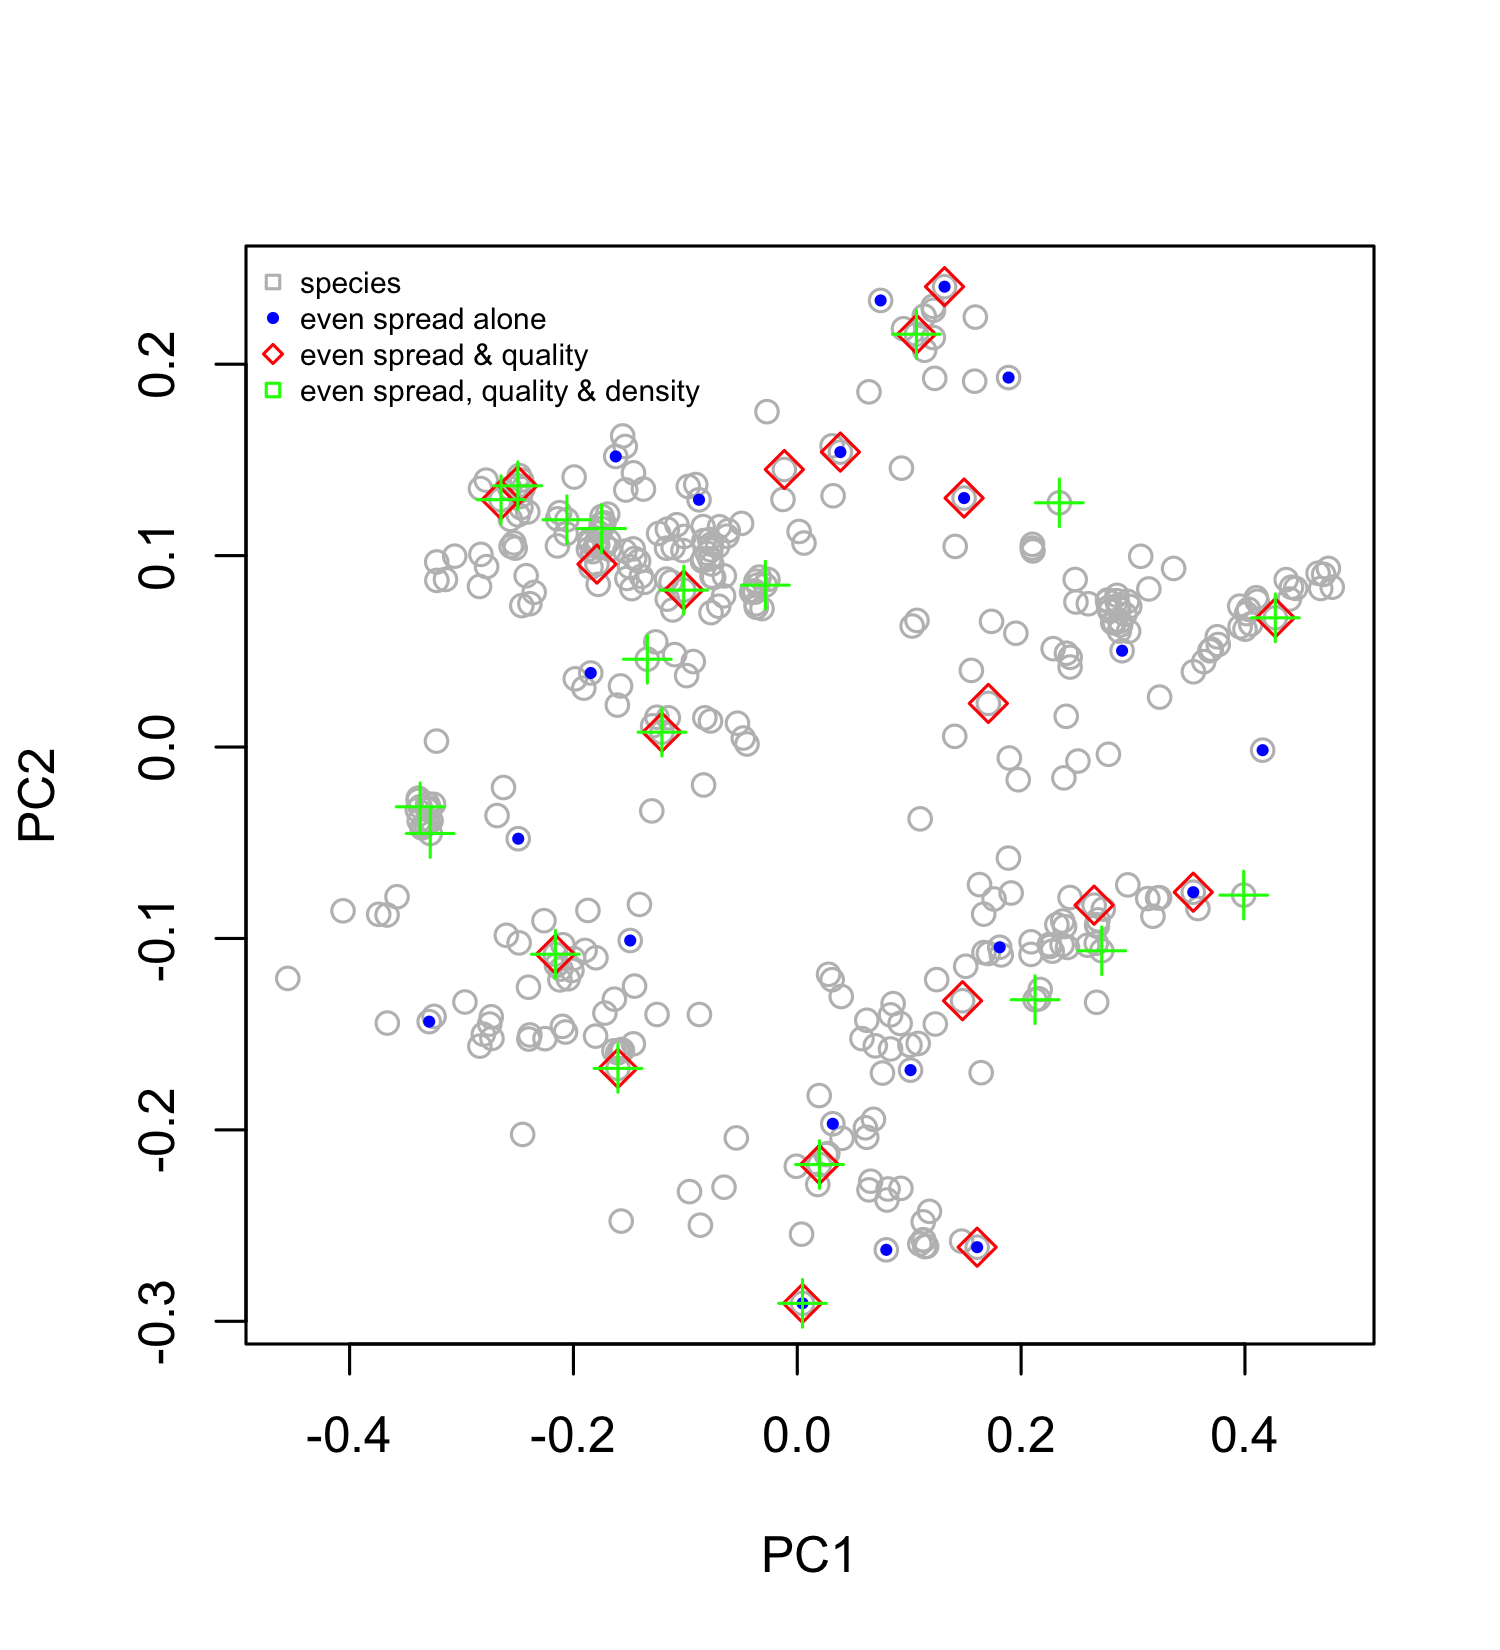 species
even spread alone
even spread & quality
even spread, quality & density
0.2
0.1
0.0
-0.1
-0.2
-0.3
PC2
-0.4 -0.2 0.0 0.2 0.4
PC1